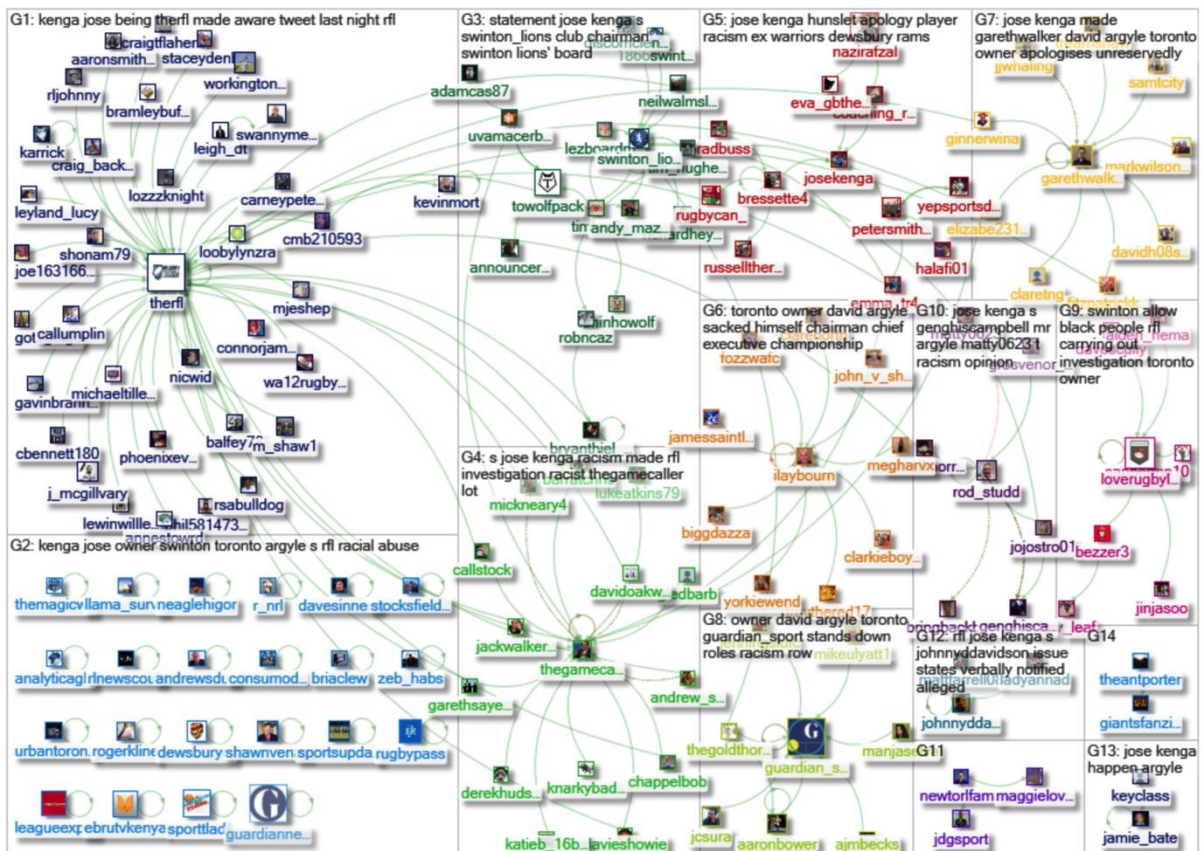 G1: kenga jose being therfl made aware tweet last night rfl
craigtflaher...
aaronsmith...
staceyden
rljohnny
workington...
bramleybuf...
swannyme...
leigh_dt
karrick
craig_back...
lozzzknight
carneypete...
leyland_lucy
loobylynzra
cmb210593
shonam79
joe163166...
therfl
mjeshep
callumplin
connorjam...
nicwid
wa12rugby...
michaeltille...
gavinbrann...
m_shaw1
cbennett180
phoenixev...
j_mcgillvary
rsabulldog
lewinwillle...
G2: kenga jose owner swinton toronto argyle s rfl racial abuse
r_nrl
davesinne
stocksfield...
consumod...
briaclew
zeb_habs
urbantoron.
rogerkline
dewsbury
shawnven
sportsupda
rugbypass
leagueexp
ebrutvkenya
sporttlad
guardianne...
G3: statement jose kenga s
swinton_lions club chairman
swinton lions' board
adamcas87
neilwalmsl...
uvamacerb...
swinton_lio...
kevinmort
towolfpack
andy_maz...
announcer...
robncaz
bryanthiel
G4: s jose kenga racism made rfl
investigation racist thegamecaller
lot
lukeatkins79
mickneary4
callstock
davidoakw...
jackwalker...
thegameca...
andrew_s...
garethsaye...
chappelbob
derekhuds...
knarkybad...
katieb_16b...
G5: jose kenga hunslet apology player
racism ex warriors dewsbury rams
nazirafzal
eva_gbthe...
radbuss
josekenga
bressette4
rugbycan_
yepsportsd...
petersmith...
russellther...
halafi01
emma_tr4
G6: toronto owner david argyle
sacked himself chairman chief
executive championship
fozzwafc
john_v_sh...
jamessaintl...
megharvx
ilaybourn
biggdazza
clarkieboy...
yorkiewend
G7: jose kenga made
garethwalker david argyle toronto
owner apologises unreservedly
jjwhaling
samtcity
ginnerwina
markwilson...
garethwalk...
elizabe231...
davidh08s...
claretng
G8: owner david argyle toronto
guardian_sport stands down
roles racism row
mikeulyatt1
thegoldthor...
guardian_s...
manjase
jcsura
aaronbower
ajmbecks
G10: jose kenga s
genghiscampbell mr
argyle matty06231
racism opinion
rod_studd
jojostro01
genghisca...
G9: swinton allow
black people rfl
carrying out
investigation toronto
owner
loverugbyl...
bezzer3
jinjasoo
G12: rfl jose kenga s
johnnyddavidson issue
states verbally notified
alleged
johnnydda...
G14
theantporter
giantsfanzi...
G11
newtorlfam
maggielov...
jdgsport
G13: jose kenga
happen argyle
keyclass
jamie_bate